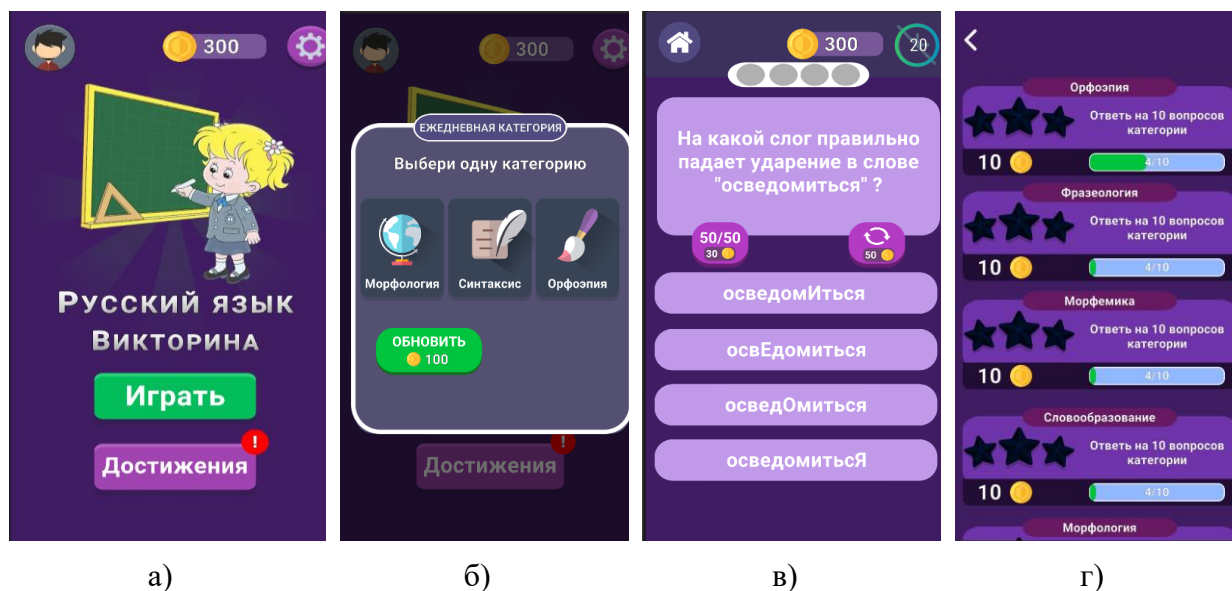 300
Русский язык
Викторина
Играть
!
Достижения
а)
300
ЕЖЕДНЕВНАЯ КАТЕГОРИЯ
Выбери одну категорию
Морфология
Синтаксис
Орфоэпия
ОБНОВИТЬ
100
!
Достижения
б)
300
20
На какой слог правильно
падает ударение в слове
"осведомиться" ?
50/50
30
50
осведомИться
освЕдомиться
осведОмиться
осведомитьсЯ
в)
Орфоэпия
Ответь на 10 вопросов
категории
10
4/10
Фразеология
Ответь на 10 вопросов
категории
10
4/10
Морфемика
Ответь на 10 вопросов
категории
10
4/10
Словообразование
Ответь на 10 вопросов
категории
10
4/10
Морфология
г)